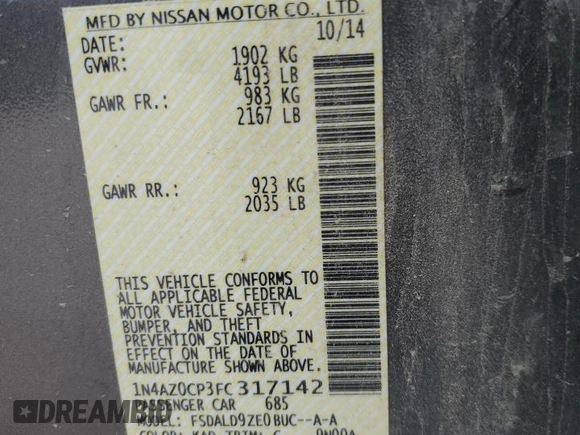 MFD BY NISSAN MOTOR CO., LTD.
DATE: 10/14
GVWR: 1902 KG
4193 LB
GAWR FR.: 983 KG
2167 LB
GAWR RR.: 923 KG
2035 LB
THIS VEHICLE CONFORMS TO
ALL APPLICABLE FEDERAL
MOTOR VEHICLE SAFETY,
BUMPER, AND THEFT
PREVENTION STANDARDS IN
EFFECT ON THE DATE OF
MANUFACTURE SHOWN ABOVE.
1N4AZ0CP3FC317142
PASSENGER CAR 685
MODEL: FSDALD9ZE0BUC--A-A
COLOR: KAD TRIM: G
DREAMBID